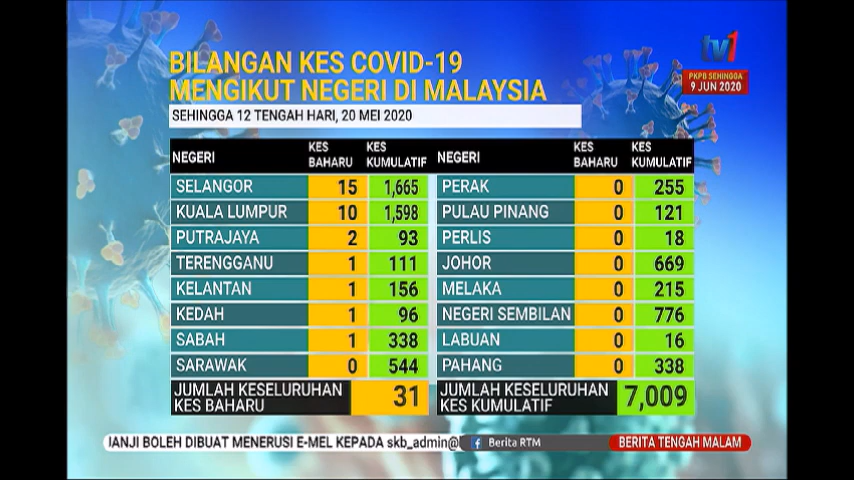 tv1
PKPB SEHINGGA
9 JUN 2020
BILANGAN KES COVID-19
MENGIKUT NEGERI DI MALAYSIA
SEHINGGA 12 TENGAH HARI, 20 MEI 2020
NEGERI KES BAHARU KES KUMULATIF
SELANGOR 15 1,665
KUALA LUMPUR 10 1,598
PUTRAJAYA 2 93
TERENGGANU 1 111
KELANTAN 1 156
KEDAH 1 96
SABAH 1 338
SARAWAK 0 544
JUMLAH KESELURUHAN
KES BAHARU 31
NEGERI KES BAHARU KES KUMULATIF
PERAK 0 255
PULAU PINANG 0 121
PERLIS 0 18
JOHOR 0 669
MELAKA 0 215
NEGERI SEMBILAN 0 776
LABUAN 0 16
PAHANG 0 338
JUMLAH KESELURUHAN
KES KUMULATIF 7,009
IANJI BOLEH DIBUAT MENERUSI E-MEL KEPADA skb_admin@
f Berita RTM
BERITA TENGAH MALAM